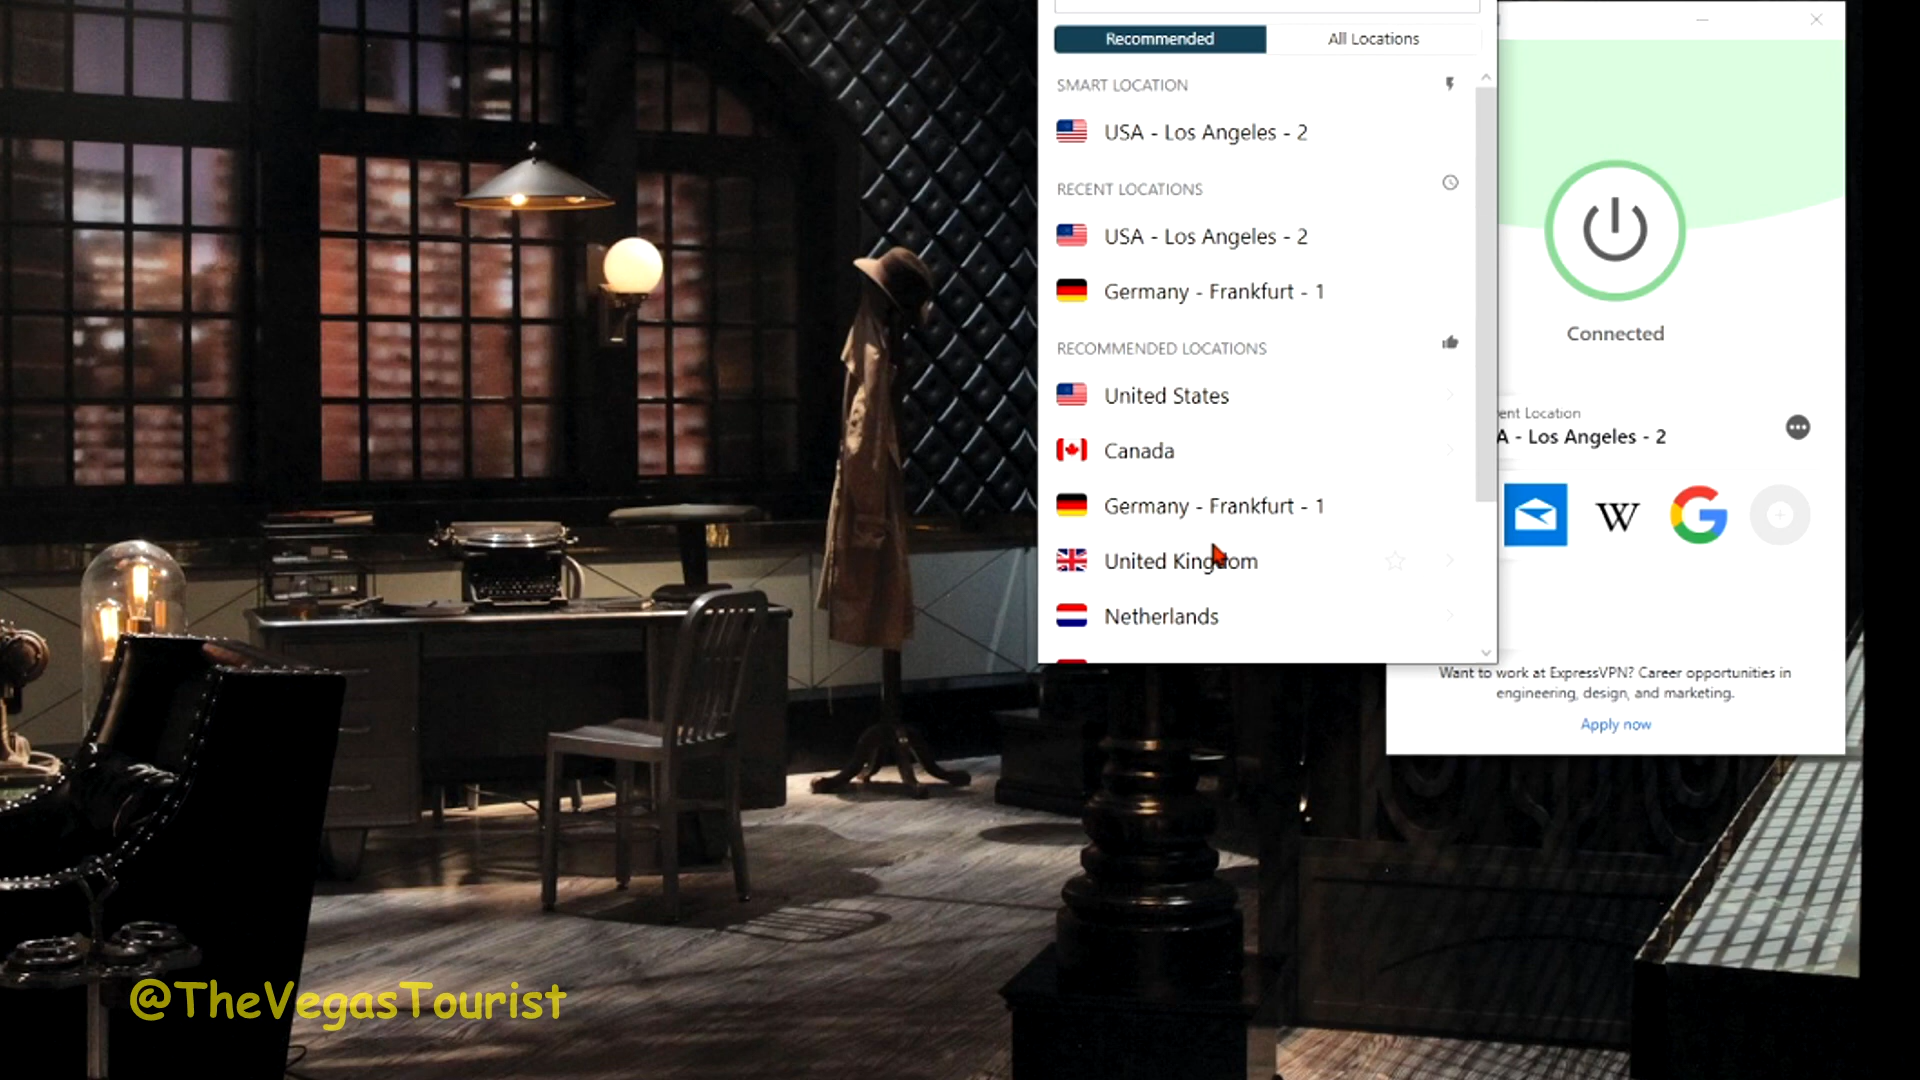 Recommended
All Locations
SMART LOCATION
USA - Los Angeles - 2
RECENT LOCATIONS
USA - Los Angeles - 2
Germany - Frankfurt - 1
RECOMMENDED LOCATIONS
United States
Canada
Germany - Frankfurt - 1
United Kingdom
Netherlands
Connected
ent Location
A - Los Angeles - 2
W
G
Want to work at ExpressVPN? Career opportunities in
engineering, design, and marketing.
Apply now
@TheVegasTourist